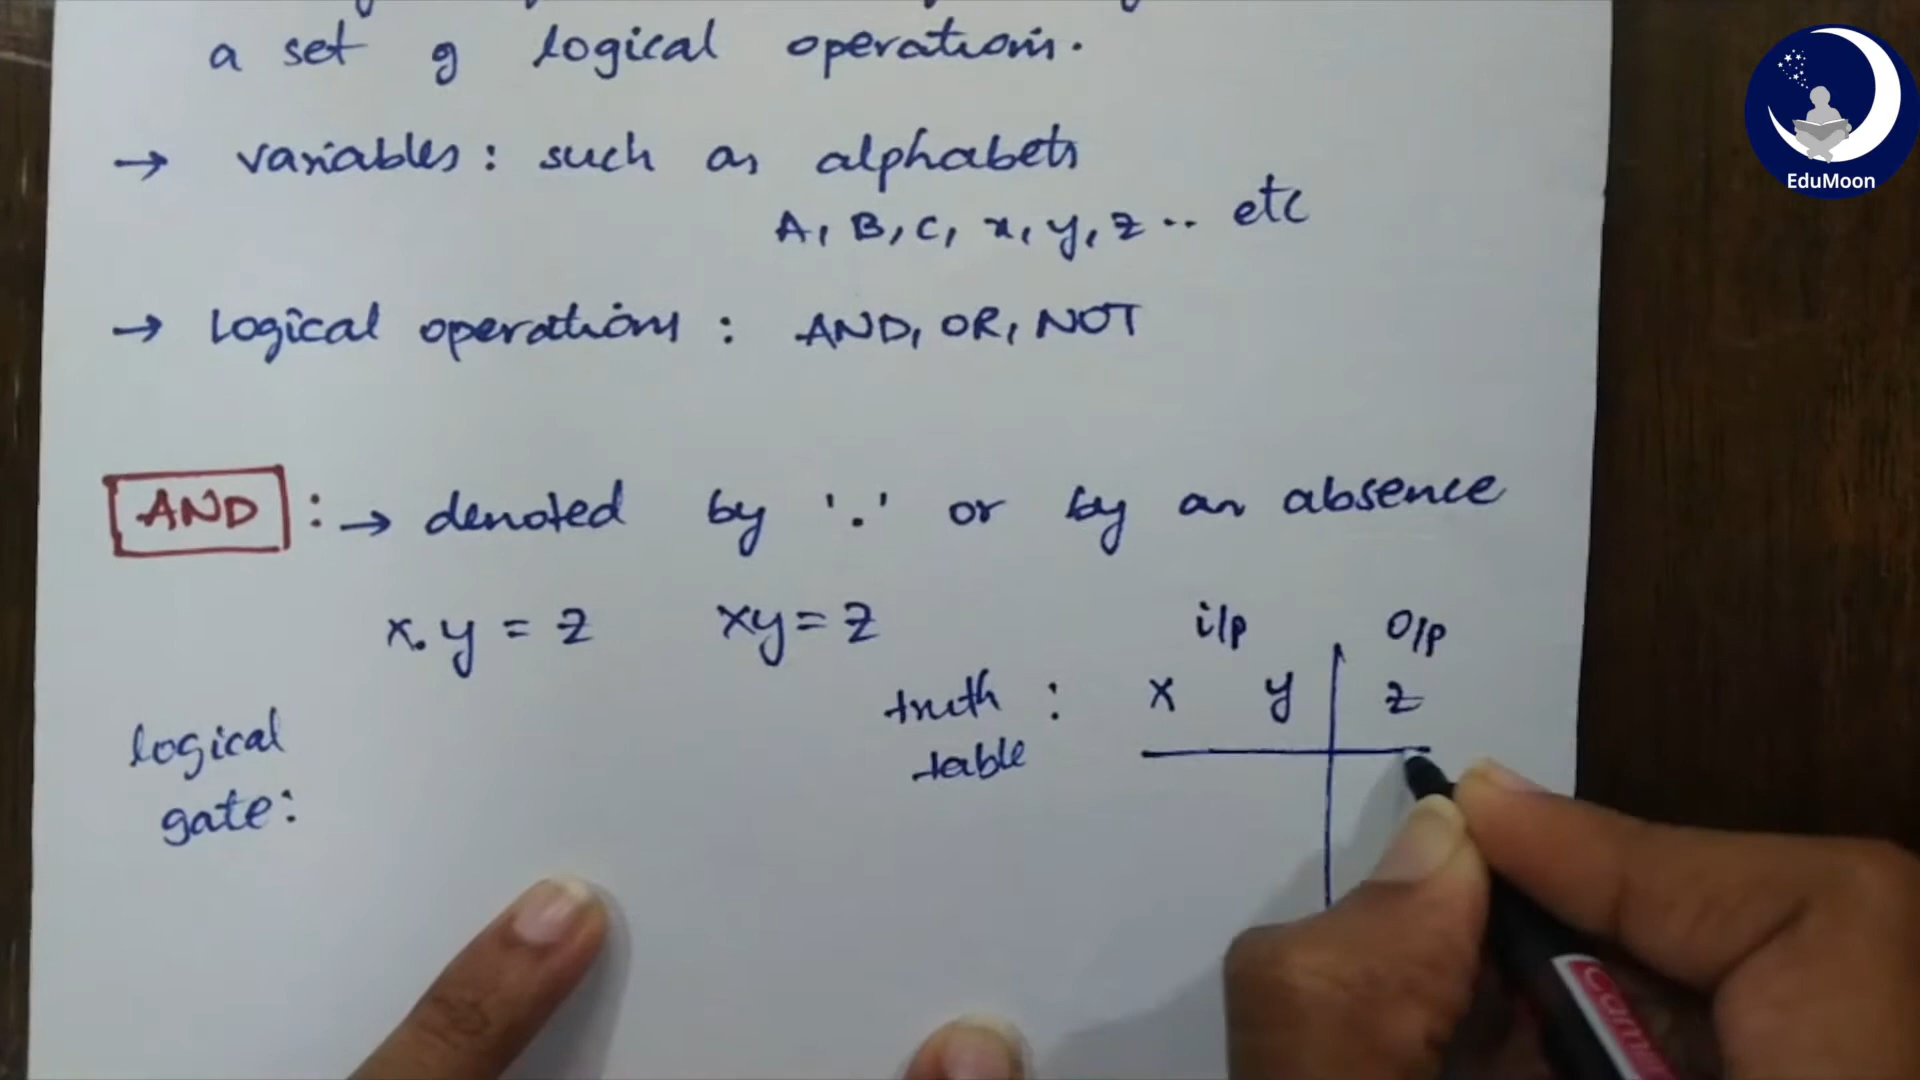 a set of logical operations.
→ variables : such as alphabets
A, B, C, x, y, z .. etc
→ Logical operations : AND, OR, NOT
AND : → denoted by '.' or by an absence
x.y = z xy = z
i/p O/p
truth table : x y z
logical gate:
EduMoon
Camel